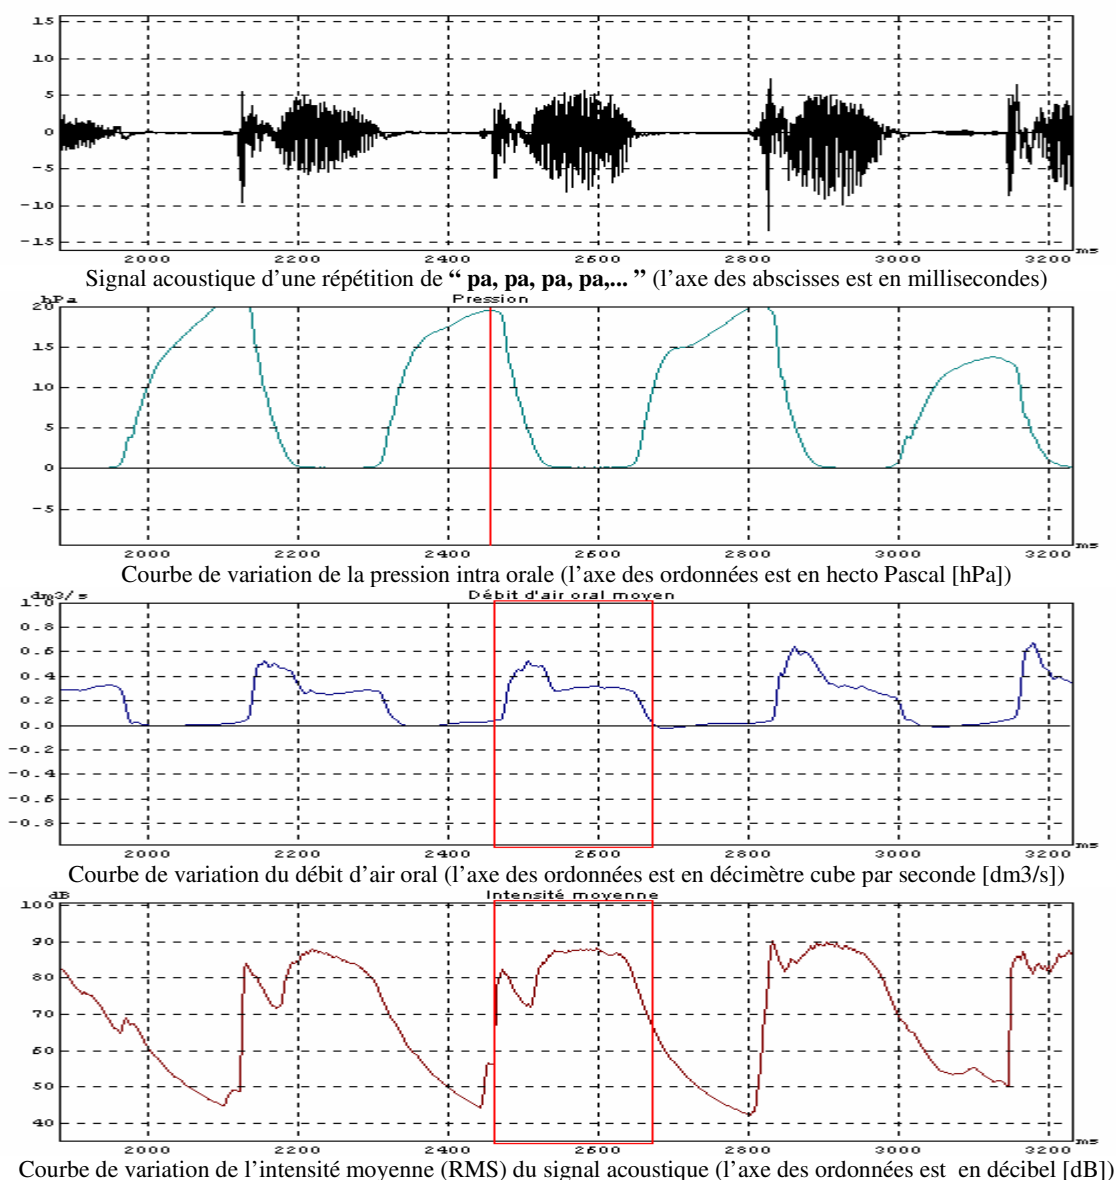 15
10
5
0
-5
-10
-15
2000 2200 2400 2600 2800 3000 3200 ms
Signal acoustique d'une répétition de “ pa, pa, pa, pa,... ” (l'axe des abscisses est en millisecondes)
hPa Pression
20
15
10
5
0
-5
2000 2200 2400 2600 2800 3000 3200 ms
Courbe de variation de la pression intra orale (l'axe des ordonnées est en hecto Pascal [hPa])
dm3/s Débit d'air oral moyen
1.0
0.8
0.6
0.4
0.2
0.0
-0.2
-0.4
-0.6
-0.8
2000 2200 2400 2600 2800 3000 3200 ms
Courbe de variation du débit d'air oral (l'axe des ordonnées est en décimètre cube par seconde [dm3/s])
dB Intensité moyenne
100
90
80
70
60
50
40
2000 2200 2400 2600 2800 3000 3200 ms
Courbe de variation de l'intensité moyenne (RMS) du signal acoustique (l'axe des ordonnées est en décibel [dB])